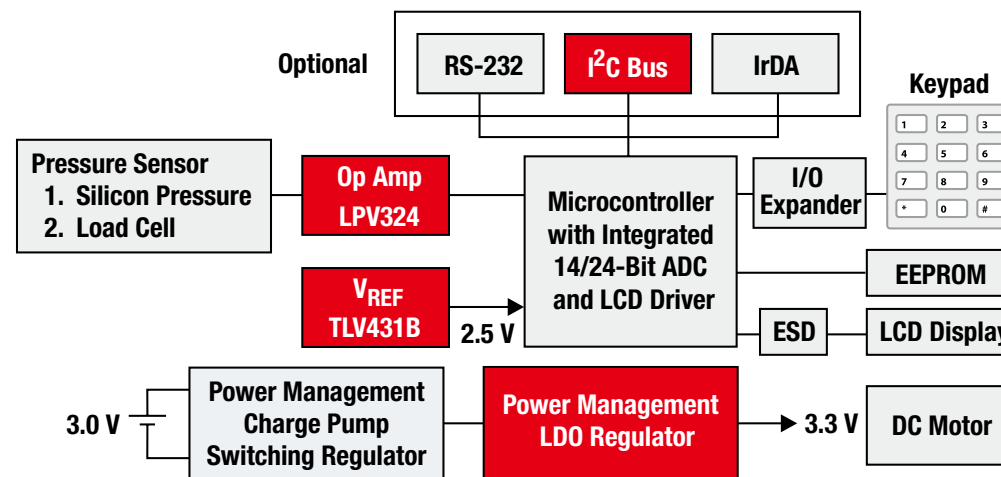 Optional
RS-232
I²C Bus
IrDA
Keypad
1 2 3
4 5 6
7 8 9
* 0 #
Pressure Sensor
1. Silicon Pressure
2. Load Cell
Op Amp
LPV324
Microcontroller
with Integrated
14/24-Bit ADC
and LCD Driver
I/O
Expander
VREF
TLV431B
2.5 V
EEPROM
ESD
LCD Display
3.0 V
Power Management
Charge Pump
Switching Regulator
Power Management
LDO Regulator
3.3 V
DC Motor